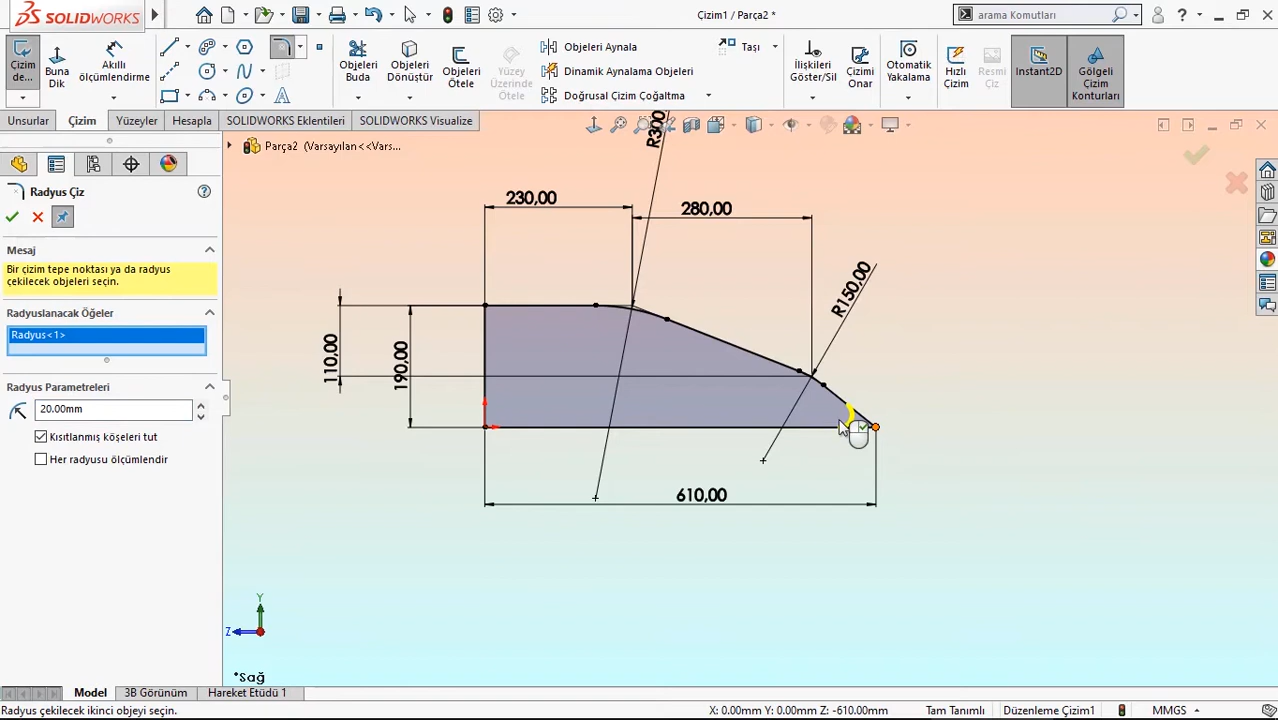 SOLIDWORKS
Çizim1 / Parça2 *
arama Komutları
?
Çizim
de...
Buna
Dik
Akıllı
ölçümlendirme
Objeleri
Buda
Objeleri
Dönüştür
Objeleri
Ötele
Yüzey
Üzerinde
Ötele
Objeleri Aynala
Dinamik Aynalama Objeleri
Doğrusal Çizim Çoğaltma
Taşı
İlişkileri
Göster/Sil
Çizimi
Onar
Otomatik
Yakalama
Hızlı
Çizim
Resmi
Çiz
Instant2D
Gölgeli
Çizim
Konturları
Unsurlar
Çizim
Yüzeyler
Hesapla
SOLIDWORKS Eklentileri
SOLIDWORKS Visualize
Parça2 (Varsayılan<<Vars...
Radyus Çiz
Mesaj
Bir çizim tepe noktası ya da radyus
çekilecek objeleri seçin.
Radyuslanacak Öğeler
Radyus<1>
Radyus Parametreleri
20.00mm
Kısıtlanmış köşeleri tut
Her radyusu ölçümlendir
R300
230,00
280,00
R150,00
110,00
190,00
610,00
Y
Z
*Sağ
Model
3B Görünüm
Hareket Etüdü 1
Radyus çekilecek ikinci objeyi seçin.
X: 0.00mm Y: 0.00mm Z: -610.00mm
Tam Tanımlı
Düzenleme Çizim1
MMGS